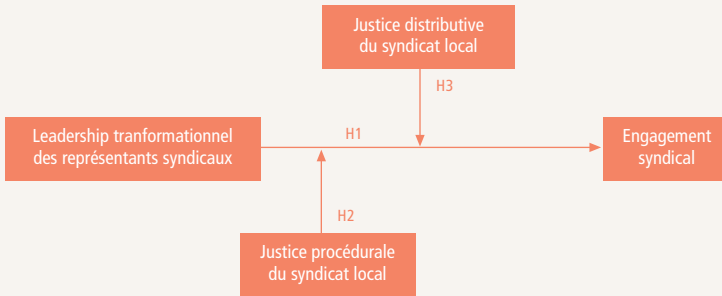 Justice distributive
du syndicat local
H3
Leadership tranformationnel
des représentants syndicaux
H1
Engagement
syndical
H2
Justice procédurale
du syndicat local